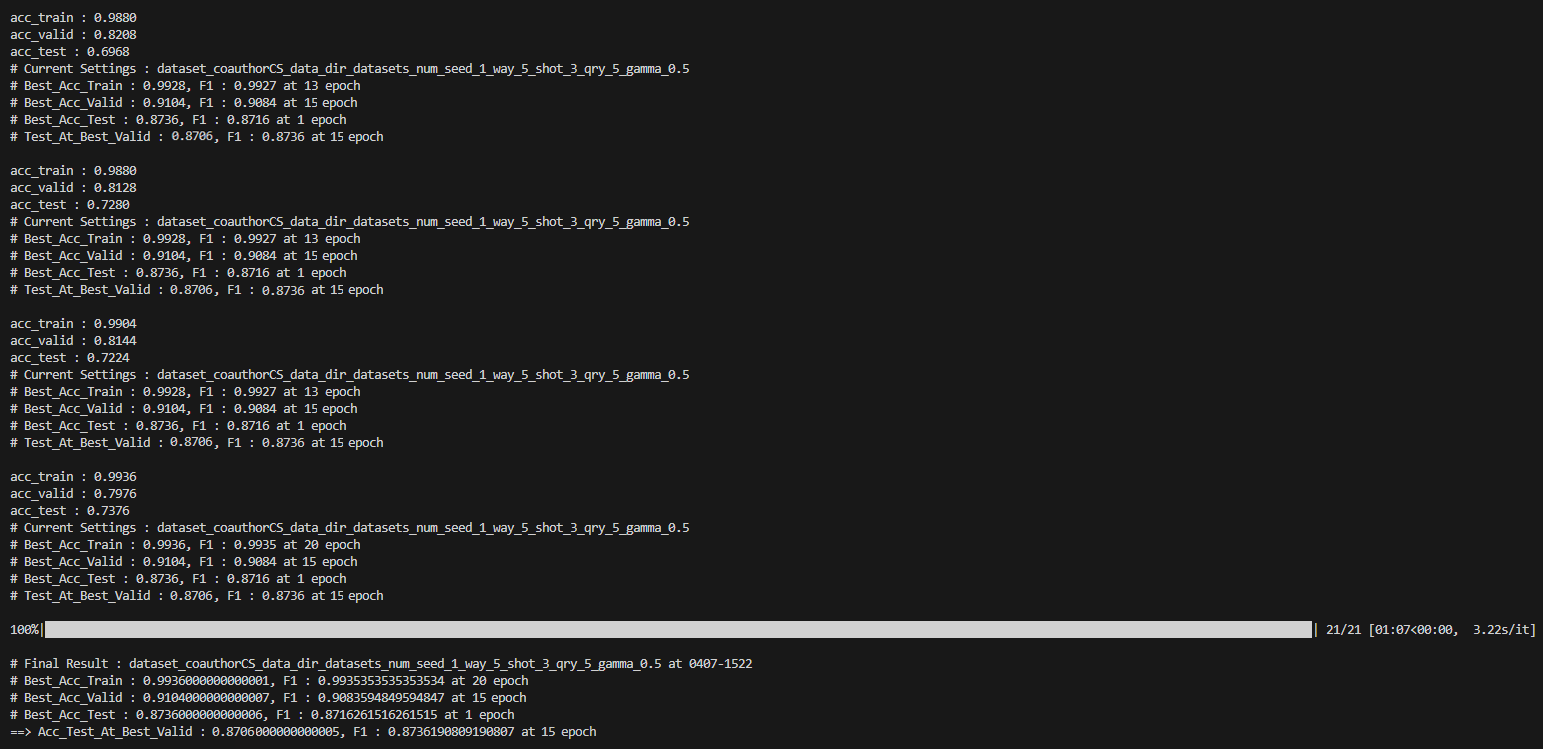 acc_train : 0.9880
acc_valid : 0.8208
acc_test : 0.6968
# Current Settings : dataset_coauthorCS_data_dir_datasets_num_seed_1_way_5_shot_3_qry_5_gamma_0.5
# Best_Acc_Train : 0.9928, F1 : 0.9927 at 13 epoch
# Best_Acc_Valid : 0.9104, F1 : 0.9084 at 15 epoch
# Best_Acc_Test : 0.8736, F1 : 0.8716 at 1 epoch
# Test_At_Best_Valid : 0.8706, F1 : 0.8736 at 15 epoch
acc_train : 0.9880
acc_valid : 0.8128
acc_test : 0.7280
# Current Settings : dataset_coauthorCS_data_dir_datasets_num_seed_1_way_5_shot_3_qry_5_gamma_0.5
# Best_Acc_Train : 0.9928, F1 : 0.9927 at 13 epoch
# Best_Acc_Valid : 0.9104, F1 : 0.9084 at 15 epoch
# Best_Acc_Test : 0.8736, F1 : 0.8716 at 1 epoch
# Test_At_Best_Valid : 0.8706, F1 : 0.8736 at 15 epoch
acc_train : 0.9904
acc_valid : 0.8144
acc_test : 0.7224
# Current Settings : dataset_coauthorCS_data_dir_datasets_num_seed_1_way_5_shot_3_qry_5_gamma_0.5
# Best_Acc_Train : 0.9928, F1 : 0.9927 at 13 epoch
# Best_Acc_Valid : 0.9104, F1 : 0.9084 at 15 epoch
# Best_Acc_Test : 0.8736, F1 : 0.8716 at 1 epoch
# Test_At_Best_Valid : 0.8706, F1 : 0.8736 at 15 epoch
acc_train : 0.9936
acc_valid : 0.7976
acc_test : 0.7376
# Current Settings : dataset_coauthorCS_data_dir_datasets_num_seed_1_way_5_shot_3_qry_5_gamma_0.5
# Best_Acc_Train : 0.9936, F1 : 0.9935 at 20 epoch
# Best_Acc_Valid : 0.9104, F1 : 0.9084 at 15 epoch
# Best_Acc_Test : 0.8736, F1 : 0.8716 at 1 epoch
# Test_At_Best_Valid : 0.8706, F1 : 0.8736 at 15 epoch
100%| | 21/21 [01:07<00:00, 3.22s/it]
# Final Result : dataset_coauthorCS_data_dir_datasets_num_seed_1_way_5_shot_3_qry_5_gamma_0.5 at 0407-1522
# Best_Acc_Train : 0.9936000000000001, F1 : 0.9935353535353534 at 20 epoch
# Best_Acc_Valid : 0.9104000000000007, F1 : 0.9083594849594847 at 15 epoch
# Best_Acc_Test : 0.8736000000000006, F1 : 0.8716261516261515 at 1 epoch
==> Acc_Test_At_Best_Valid : 0.8706000000000005, F1 : 0.8736190809190807 at 15 epoch